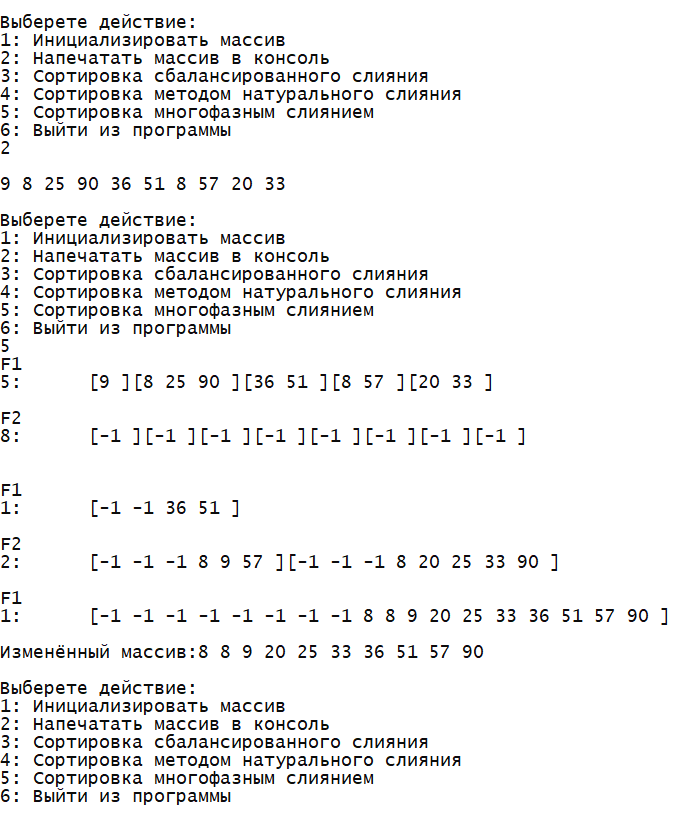 Выберете действие:
1: Инициализировать массив
2: Напечатать массив в консоль
3: Сортировка сбалансированного слияния
4: Сортировка методом натурального слияния
5: Сортировка многофазным слиянием
6: Выйти из программы
2
9 8 25 90 36 51 8 57 20 33
Выберете действие:
1: Инициализировать массив
2: Напечатать массив в консоль
3: Сортировка сбалансированного слияния
4: Сортировка методом натурального слияния
5: Сортировка многофазным слиянием
6: Выйти из программы
5
F1
5: [9 ][8 25 90 ][36 51 ][8 57 ][20 33 ]
F2
8: [-1 ][-1 ][-1 ][-1 ][-1 ][-1 ][-1 ][-1 ]
F1
1: [-1 -1 36 51 ]
F2
2: [-1 -1 -1 8 9 57 ][-1 -1 -1 8 20 25 33 90 ]
F1
1: [-1 -1 -1 -1 -1 -1 -1 -1 8 8 9 20 25 33 36 51 57 90 ]
Изменённый массив:8 8 9 20 25 33 36 51 57 90
Выберете действие:
1: Инициализировать массив
2: Напечатать массив в консоль
3: Сортировка сбалансированного слияния
4: Сортировка методом натурального слияния
5: Сортировка многофазным слиянием
6: Выйти из программы